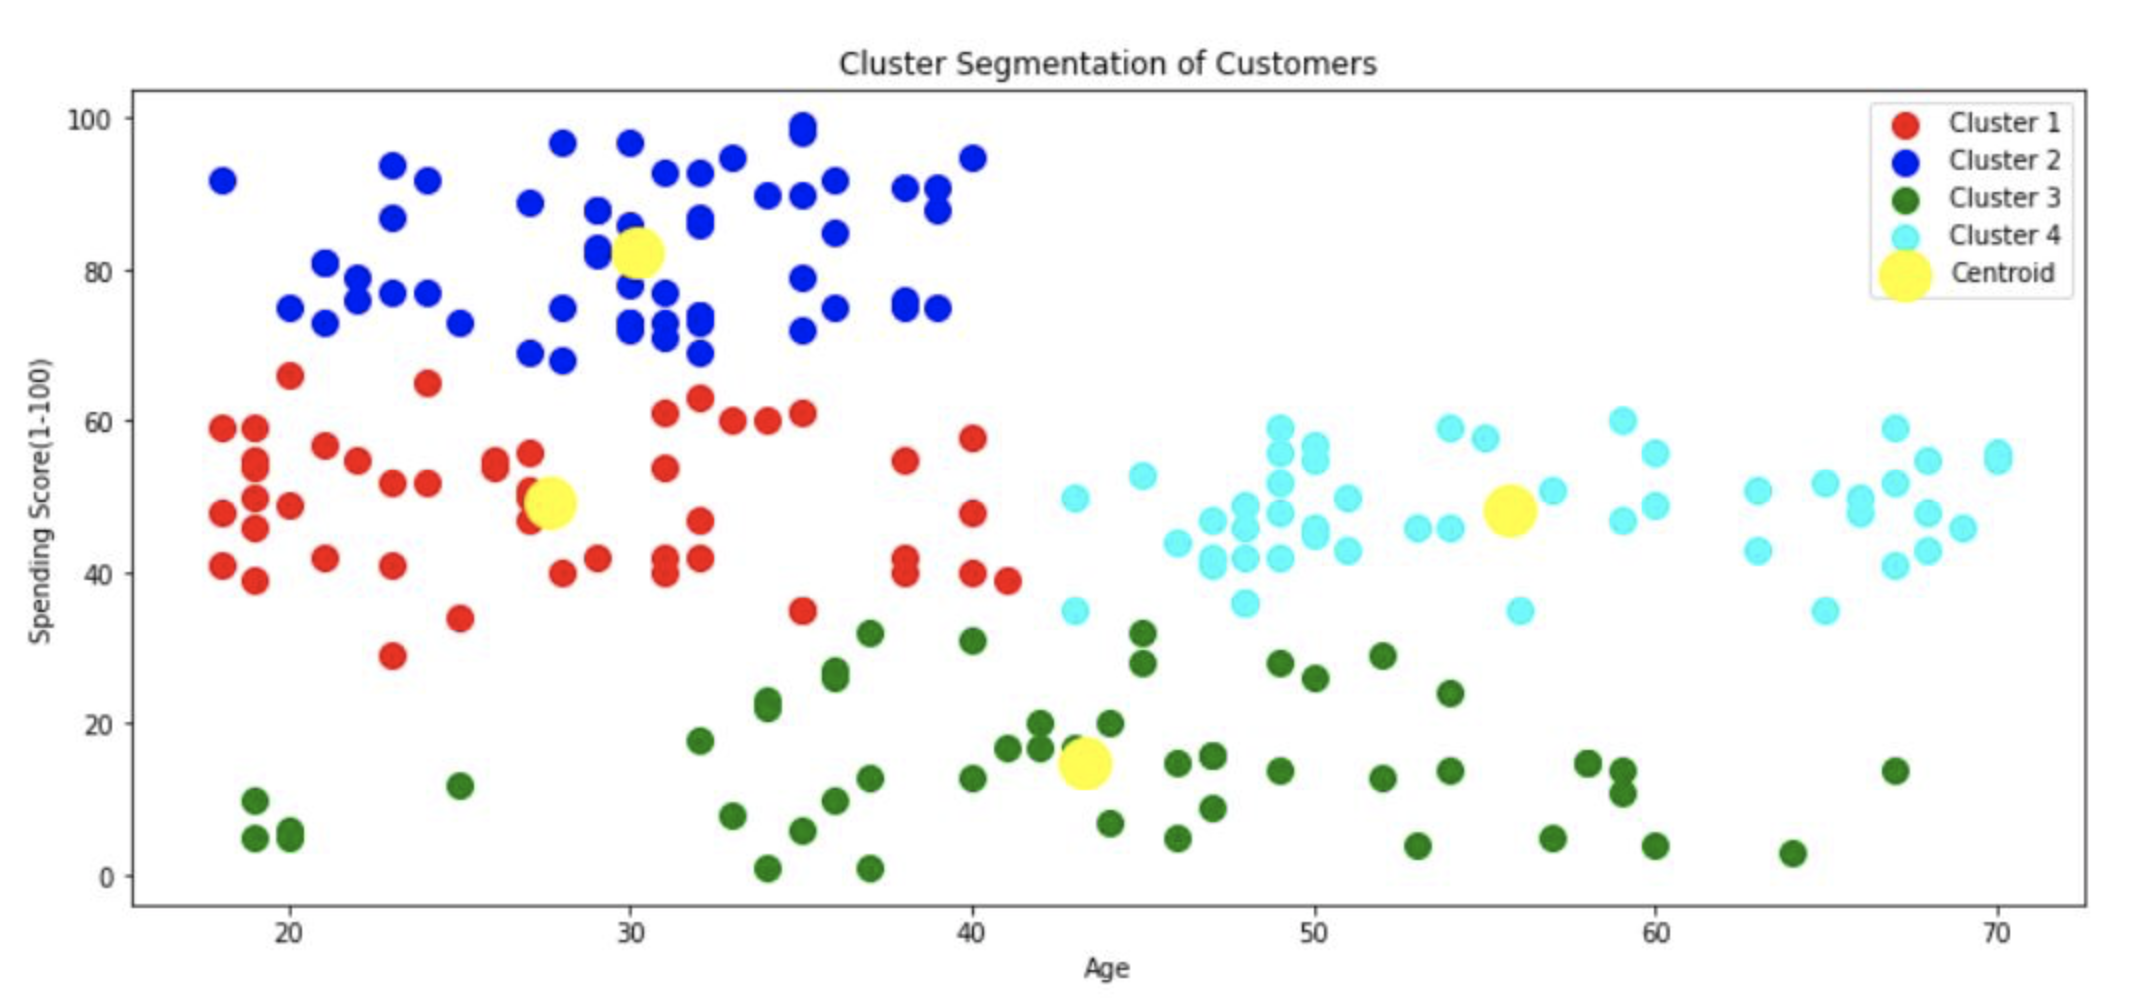 Cluster Segmentation of Customers
Cluster 1
Cluster 2
Cluster 3
Cluster 4
Centroid
Spending Score(1-100)
100
80
60
40
20
0
20 30 40 50 60 70
Age